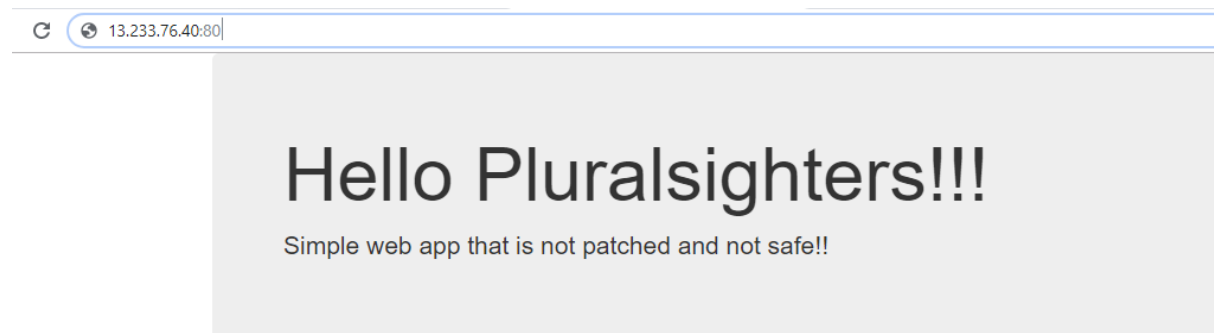 13.233.76.40:80
Hello Pluralsighters!!!
Simple web app that is not patched and not safe!!